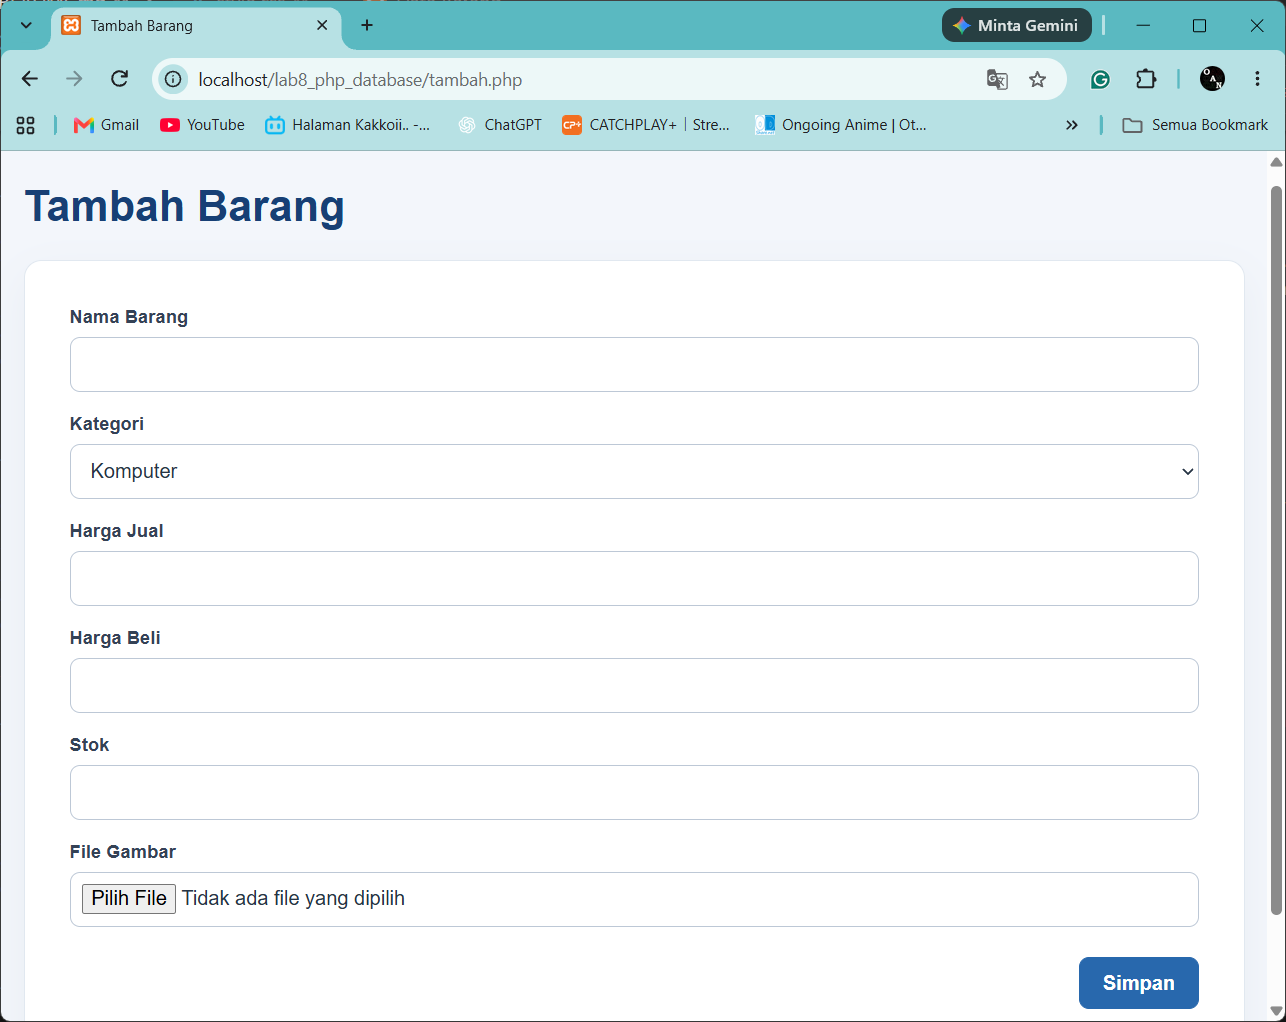 Tambah Barang
Minta Gemini
localhost/lab8_php_database/tambah.php
Gmail
YouTube
Halaman Kakkoii.. -...
ChatGPT
CP+
CATCHPLAY+ | Stre...
Ongoing Anime | Ot...
Semua Bookmark
Tambah Barang
Nama Barang
Kategori
Komputer
Harga Jual
Harga Beli
Stok
File Gambar
Pilih File Tidak ada file yang dipilih
Simpan